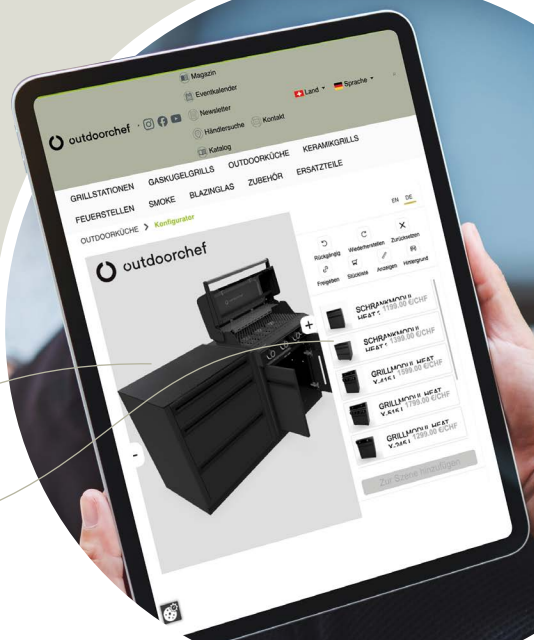 Magazin
Eventkalender
Newsletter
Händlersuche
Kontakt
Katalog
Land
Sprache
outdoorchef
GRILLSTATIONEN GASKUGELGRILLS OUTDOORKÜCHE KERAMIKGRILLS
FEUERSTELLEN SMOKE BLAZINGLAS ZUBEHÖR ERSATZTEILE
OUTDOORKÜCHE > Konfigurator
EN DE
outdoorchef
Rückgängig Wiederherstellen Zurücksetzen
Freigeben Stückliste Anzeigen Hintergrund
SCHRANKMODUL
1199.00 €/CHF
SCHRANKMODUL
1399.00 €/CHF
GRILLMODUL HEAT
1599.00 €/CHF
GRILLMODUL HEAT
1799.00 €/CHF
GRILLMODUL HEAT
1299.00 €/CHF
Zur Szene hinzufügen
+
-